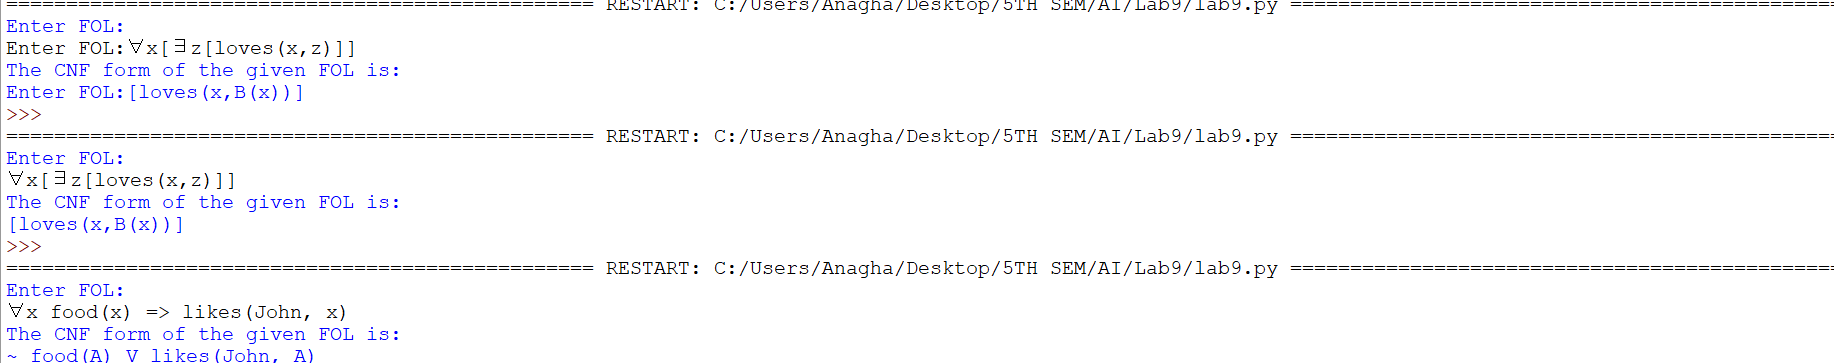 ================================================= RESTART: C:/Users/Anagha/Desktop/5TH SEM/AI/Lab9/lab9.py =============================================
Enter FOL:
Enter FOL:∀x[∃z[loves(x,z)]]
The CNF form of the given FOL is:
Enter FOL:[loves(x,B(x))]
>>>
================================================= RESTART: C:/Users/Anagha/Desktop/5TH SEM/AI/Lab9/lab9.py =============================================
Enter FOL:
∀x[∃z[loves(x,z)]]
The CNF form of the given FOL is:
[loves(x,B(x))]
>>>
================================================= RESTART: C:/Users/Anagha/Desktop/5TH SEM/AI/Lab9/lab9.py =============================================
Enter FOL:
∀x food(x) => likes(John, x)
The CNF form of the given FOL is:
~ food(A) V likes(John, A)